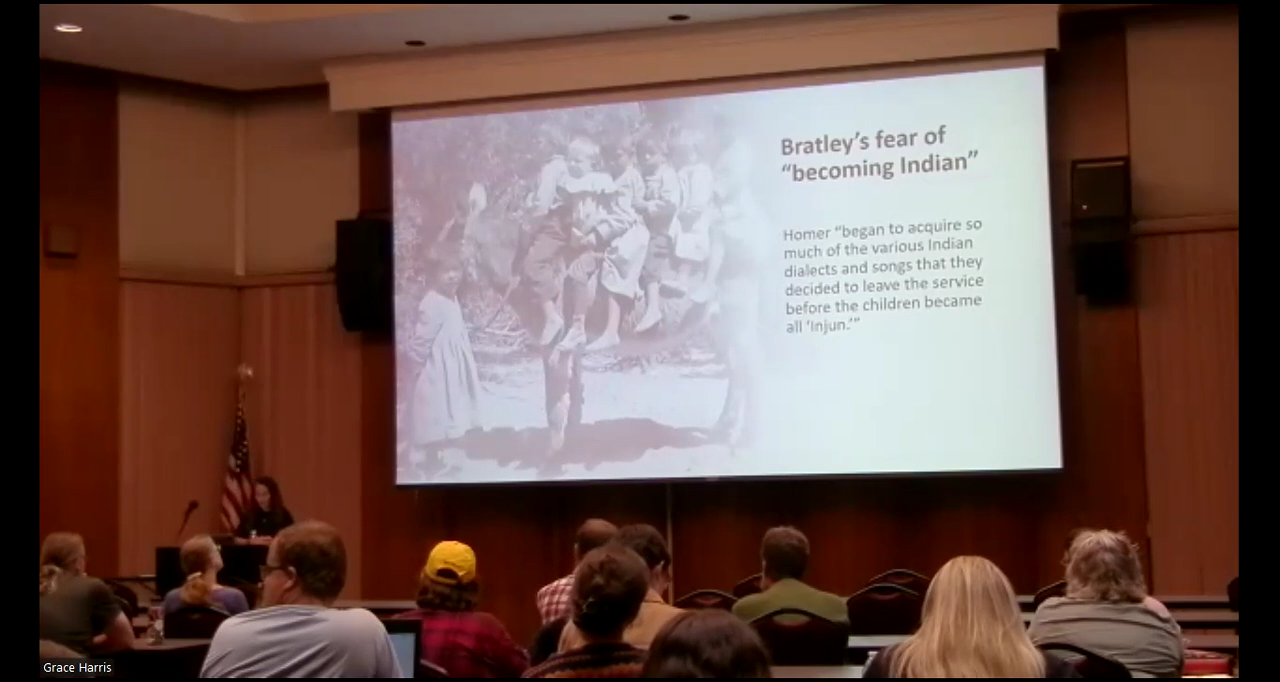 Bratley’s fear of
“becoming Indian”
Homer “began to acquire so
much of the various Indian
dialects and songs that they
decided to leave the service
before the children became
all ‘Injun.’”
Grace Harris